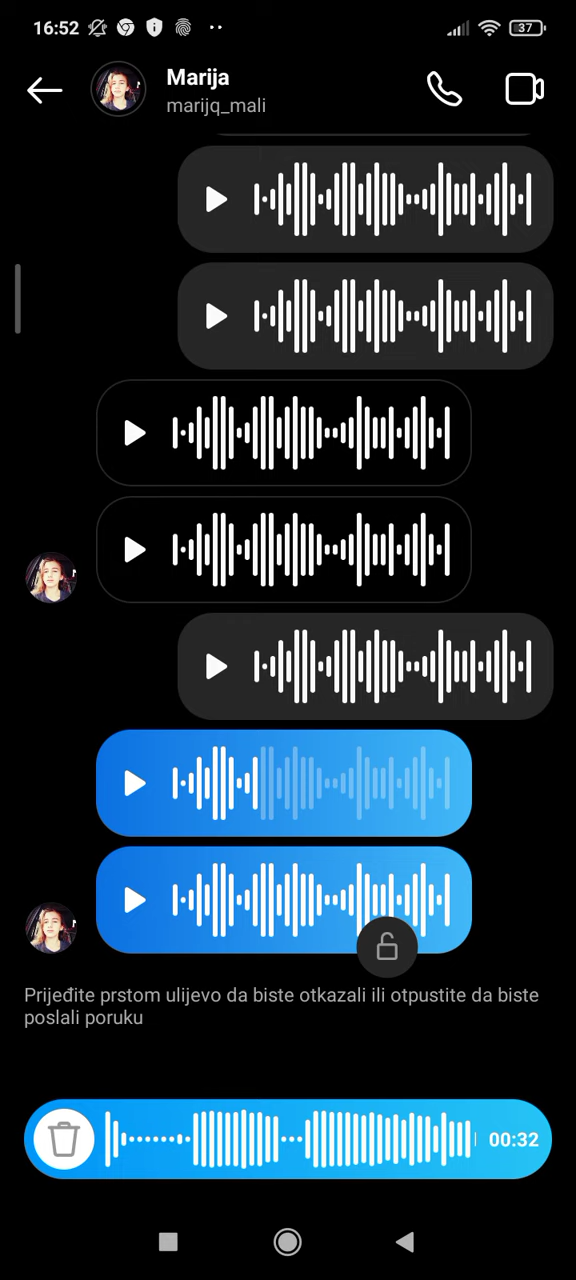 16:52
37
Marija
marijq_mali
Prijeđite prstom ulijevo da biste otkazali ili otpustite da biste
poslali poruku
00:32